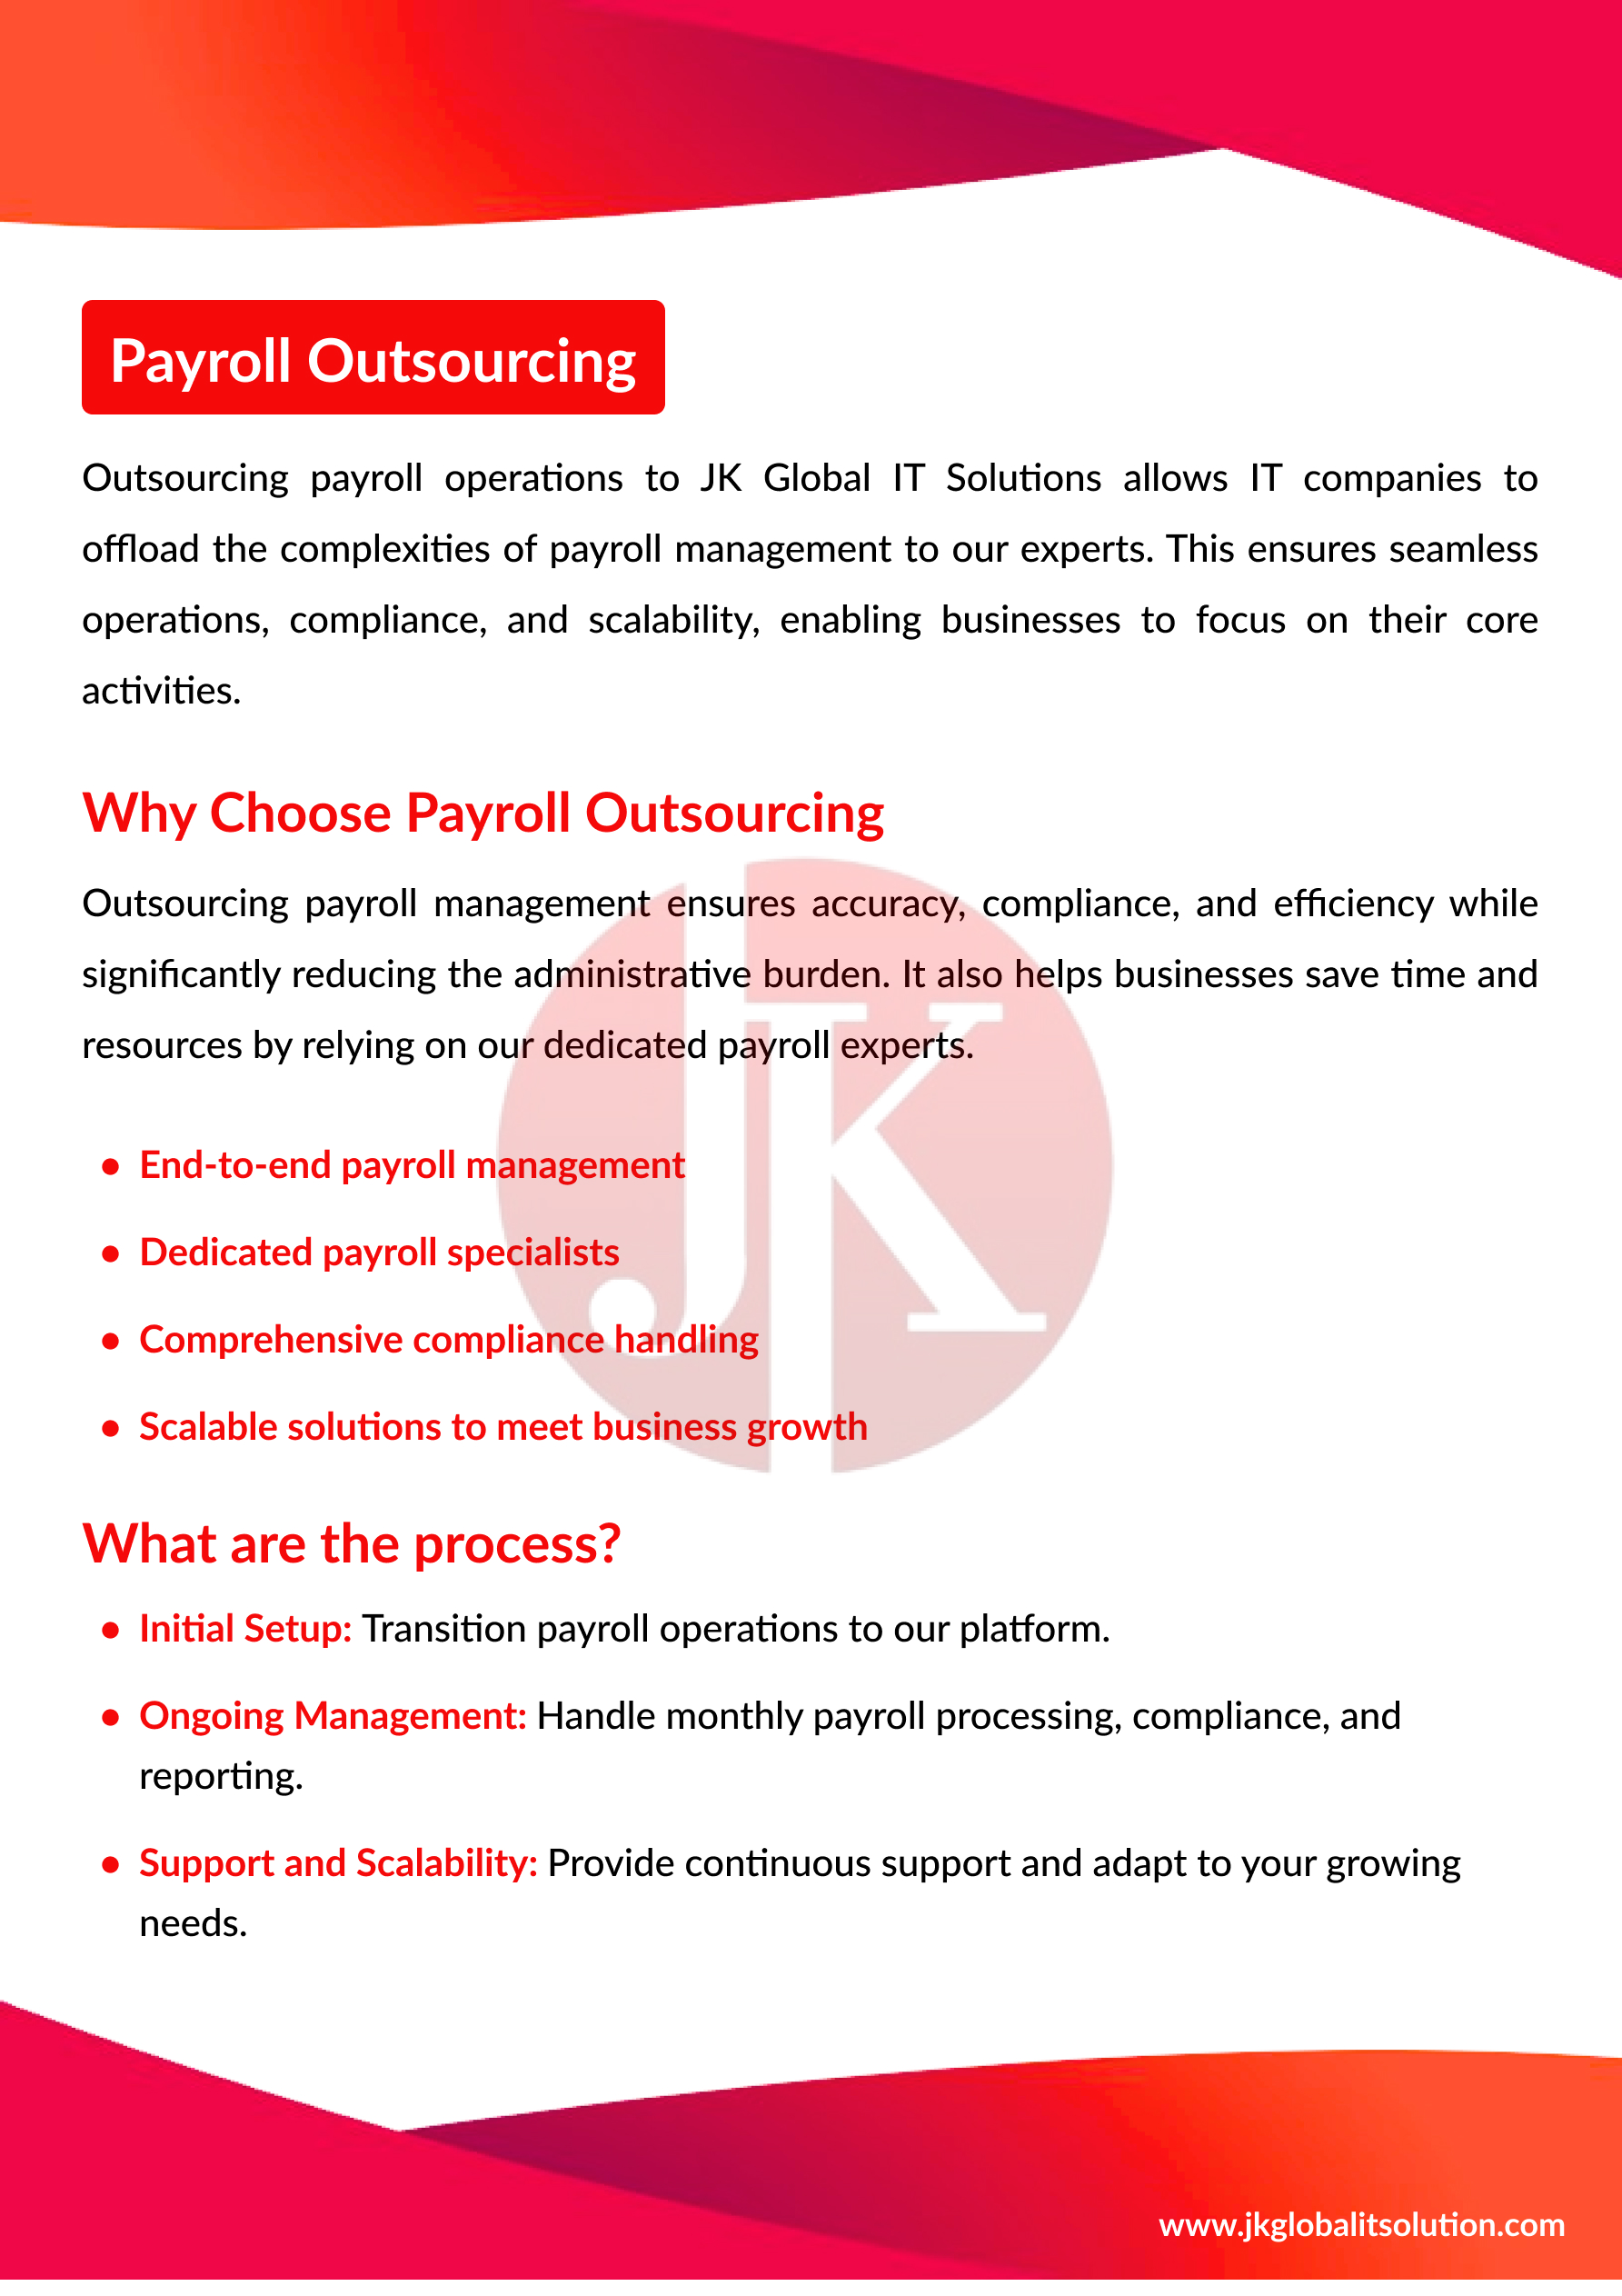 Payroll Outsourcing
Outsourcing payroll operations to JK Global IT Solutions allows IT companies to
offload the complexities of payroll management to our experts. This ensures seamless
operations, compliance, and scalability, enabling businesses to focus on their core
activities.
Why Choose Payroll Outsourcing
Outsourcing payroll management ensures accuracy, compliance, and efficiency while
significantly reducing the administrative burden. It also helps businesses save time and
resources by relying on our dedicated payroll experts.
JK
● End-to-end payroll management
● Dedicated payroll specialists
● Comprehensive compliance handling
● Scalable solutions to meet business growth
What are the process?
● Initial Setup: Transition payroll operations to our platform.
● Ongoing Management: Handle monthly payroll processing, compliance, and
reporting.
● Support and Scalability: Provide continuous support and adapt to your growing
needs.
www.jkglobalitsolution.com